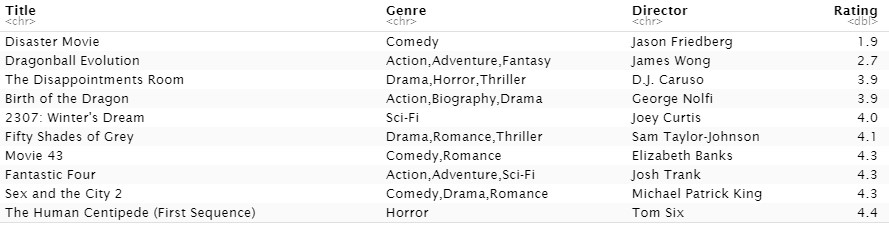 Title Genre Director Rating
<chr> <chr> <chr> <dbl>
Disaster Movie Comedy Jason Friedberg 1.9
Dragonball Evolution Action,Adventure,Fantasy James Wong 2.7
The Disappointments Room Drama,Horror,Thriller D.J. Caruso 3.9
Birth of the Dragon Action,Biography,Drama George Nolfi 3.9
2307: Winter's Dream Sci-Fi Joey Curtis 4.0
Fifty Shades of Grey Drama,Romance,Thriller Sam Taylor-Johnson 4.1
Movie 43 Comedy,Romance Elizabeth Banks 4.3
Fantastic Four Action,Adventure,Sci-Fi Josh Trank 4.3
Sex and the City 2 Comedy,Drama,Romance Michael Patrick King 4.3
The Human Centipede (First Sequence) Horror Tom Six 4.4